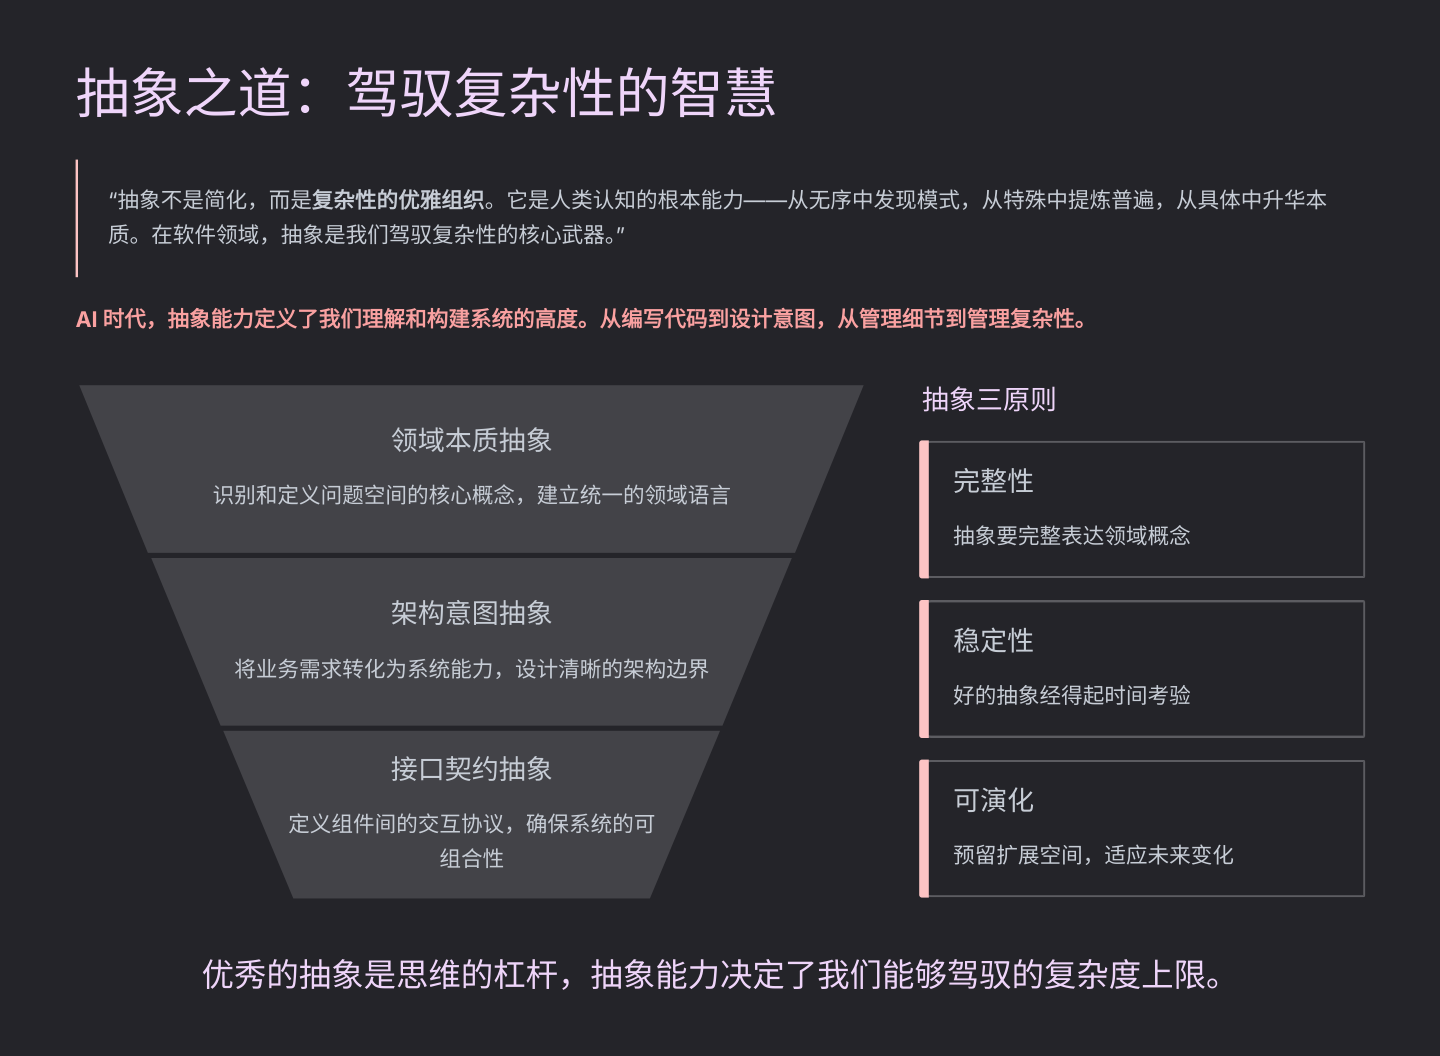 抽象之道：驾驭复杂性的智慧
“抽象不是简化，而是复杂性的优雅组织。它是人类认知的根本能力——从无序中发现模式，从特殊中提炼普遍，从具体中升华本
质。在软件领域，抽象是我们驾驭复杂性的核心武器。”
AI 时代，抽象能力定义了我们理解和构建系统的高度。从编写代码到设计意图，从管理细节到管理复杂性。
领域本质抽象
识别和定义问题空间的核心概念，建立统一的领域语言
架构意图抽象
将业务需求转化为系统能力，设计清晰的架构边界
接口契约抽象
定义组件间的交互协议，确保系统的可
组合性
抽象三原则
完整性
抽象要完整表达领域概念
稳定性
好的抽象经得起时间考验
可演化
预留扩展空间，适应未来变化
优秀的抽象是思维的杠杆，抽象能力决定了我们能够驾驭的复杂度上限。